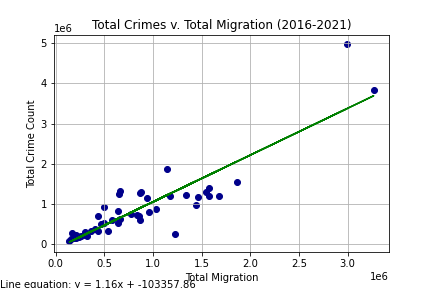 Total Crimes v. Total Migration (2016-2021)
1e6
5
4
3
2
1
0
Total Crime Count
0.0 0.5 1.0 1.5 2.0 2.5 3.0
1e6
Total Migration
Line equation: y = 1.16x + -103357.86